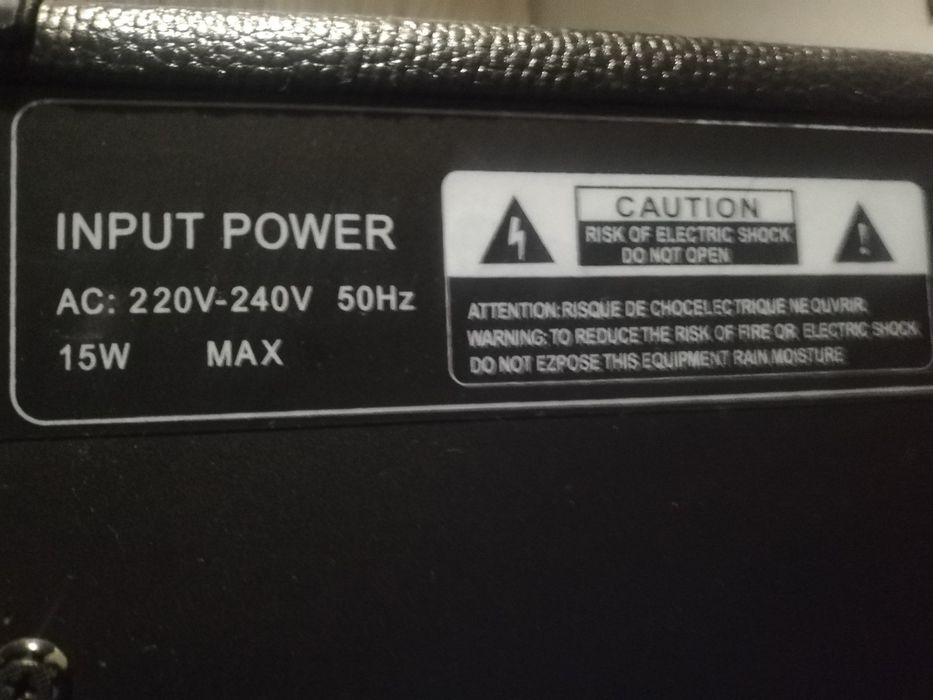 INPUT POWER
AC: 220V-240V 50Hz
15W MAX
CAUTION
RISK OF ELECTRIC SHOCK
DO NOT OPEN
ATTENTION: RISQUE DE CHOCELECTRIQUE NE OUVRIR.
WARNING: TO REDUCE THE RISK OF FIRE OR ELECTRIC SHOCK.
DO NOT EZPOSE THIS EQUIPMENT RAIN.MOISTURE